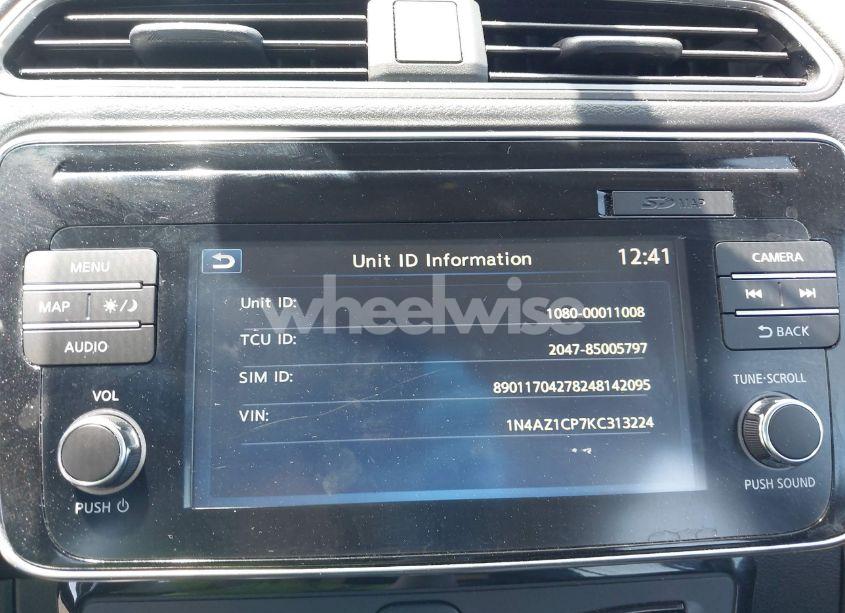 SD MAP
MENU
MAP
AUDIO
VOL
PUSH
Unit ID Information
12:41
Unit ID:
1080-00011008
TCU ID:
2047-85005797
SIM ID:
89011704278248142095
VIN:
1N4AZ1CP7KC313224
wheelwise
CAMERA
BACK
TUNE·SCROLL
PUSH SOUND